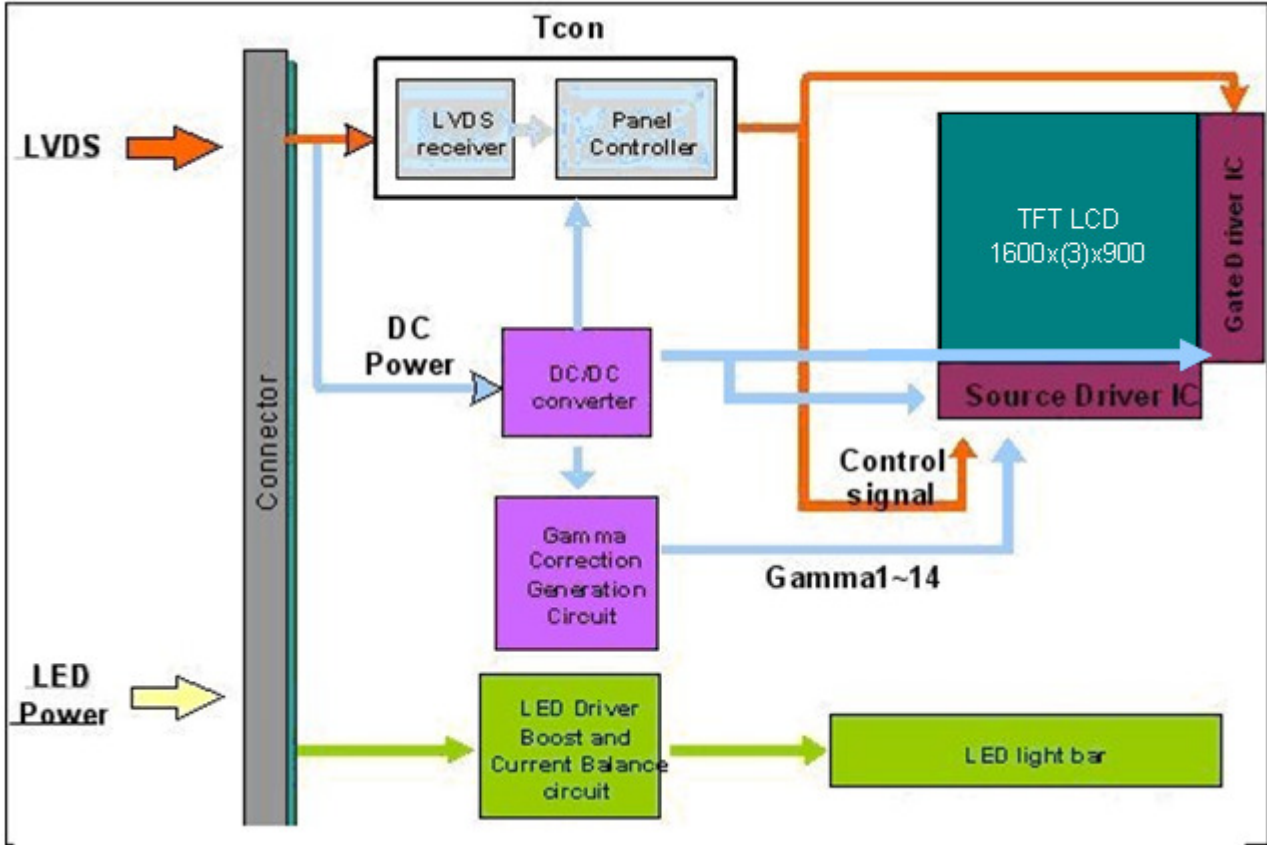 Tcon
LVDS
receiver
Panel
Controller
LVDS
TFT LCD
1600x(3)x900
Gate Driver IC
DC
Power
DC/DC
converter
Source Driver IC
Connector
Control
signal
Gamma
Correction
Generation
Circuit
Gamma1~14
LED
Power
LED Driver
Boost and
Current Balance
circuit
LED light bar